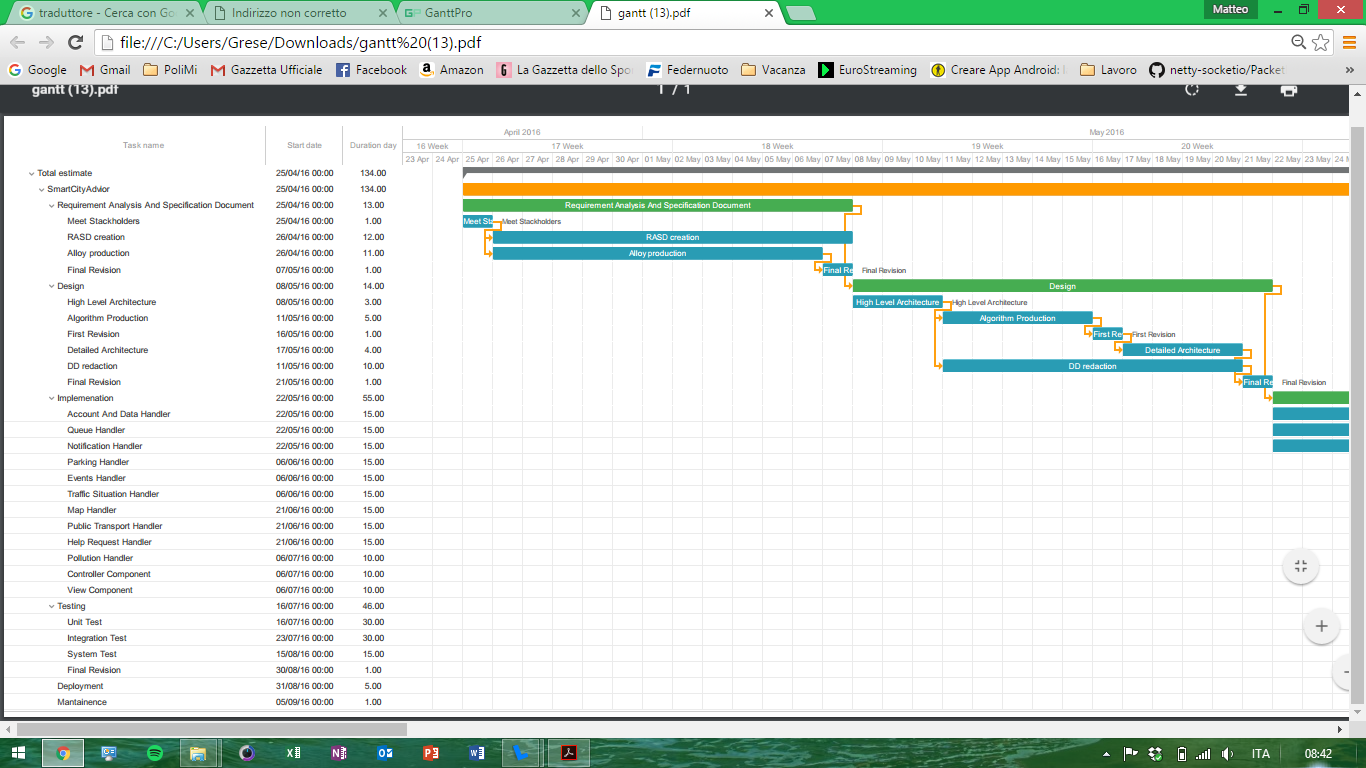 traduttore - Cerca con Go
Indirizzo non corretto
GanttPro
gantt (13).pdf
Matteo
file:///C:/Users/Grese/Downloads/gantt%20(13).pdf
Google Gmail PoliMi Gazzetta Ufficiale Facebook Amazon La Gazzetta dello Spo Federnuoto Vacanza EuroStreaming Creare App Android: Lavoro netty-socketio/Packet »
gantt (13).pdf 1 / 1
April 2016 May 2016
Task name Start date Duration day 16 Week 17 Week 18 Week 19 Week 20 Week
23 Apr 24 Apr 25 Apr 26 Apr 27 Apr 28 Apr 29 Apr 30 Apr 01 May 02 May 03 May 04 May 05 May 06 May 07 May 08 May 09 May 10 May 11 May 12 May 13 May 14 May 15 May 16 May 17 May 18 May 19 May 20 May 21 May 22 May 23 May 24 M
Total estimate 25/04/16 00:00 134.00
SmartCityAdvior 25/04/16 00:00 134.00
Requirement Analysis And Specification Document 25/04/16 00:00 13.00 Requirement Analysis And Specification Document
Meet Stackholders 25/04/16 00:00 1.00 Meet St Meet Stackholders
RASD creation 26/04/16 00:00 12.00 RASD creation
Alloy production 26/04/16 00:00 11.00 Alloy production
Final Revision 07/05/16 00:00 1.00 Final Re Final Revision
Design 08/05/16 00:00 14.00 Design
High Level Architecture 08/05/16 00:00 3.00 High Level Architecture High Level Architecture
Algorithm Production 11/05/16 00:00 5.00 Algorithm Production
First Revision 16/05/16 00:00 1.00 First Re First Revision
Detailed Architecture 17/05/16 00:00 4.00 Detailed Architecture
DD redaction 11/05/16 00:00 10.00 DD redaction
Final Revision 21/05/16 00:00 1.00 Final Re Final Revision
Implemenation 22/05/16 00:00 55.00
Account And Data Handler 22/05/16 00:00 15.00
Queue Handler 22/05/16 00:00 15.00
Notification Handler 22/05/16 00:00 15.00
Parking Handler 06/06/16 00:00 15.00
Events Handler 06/06/16 00:00 15.00
Traffic Situation Handler 06/06/16 00:00 15.00
Map Handler 21/06/16 00:00 15.00
Public Transport Handler 21/06/16 00:00 15.00
Help Request Handler 21/06/16 00:00 15.00
Pollution Handler 06/07/16 00:00 10.00
Controller Component 06/07/16 00:00 10.00
View Component 06/07/16 00:00 10.00
Testing 16/07/16 00:00 46.00
Unit Test 16/07/16 00:00 30.00
Integration Test 23/07/16 00:00 30.00
System Test 15/08/16 00:00 15.00
Final Revision 30/08/16 00:00 1.00
Deployment 31/08/16 00:00 5.00
Mantainence 05/09/16 00:00 1.00
ITA 08:42